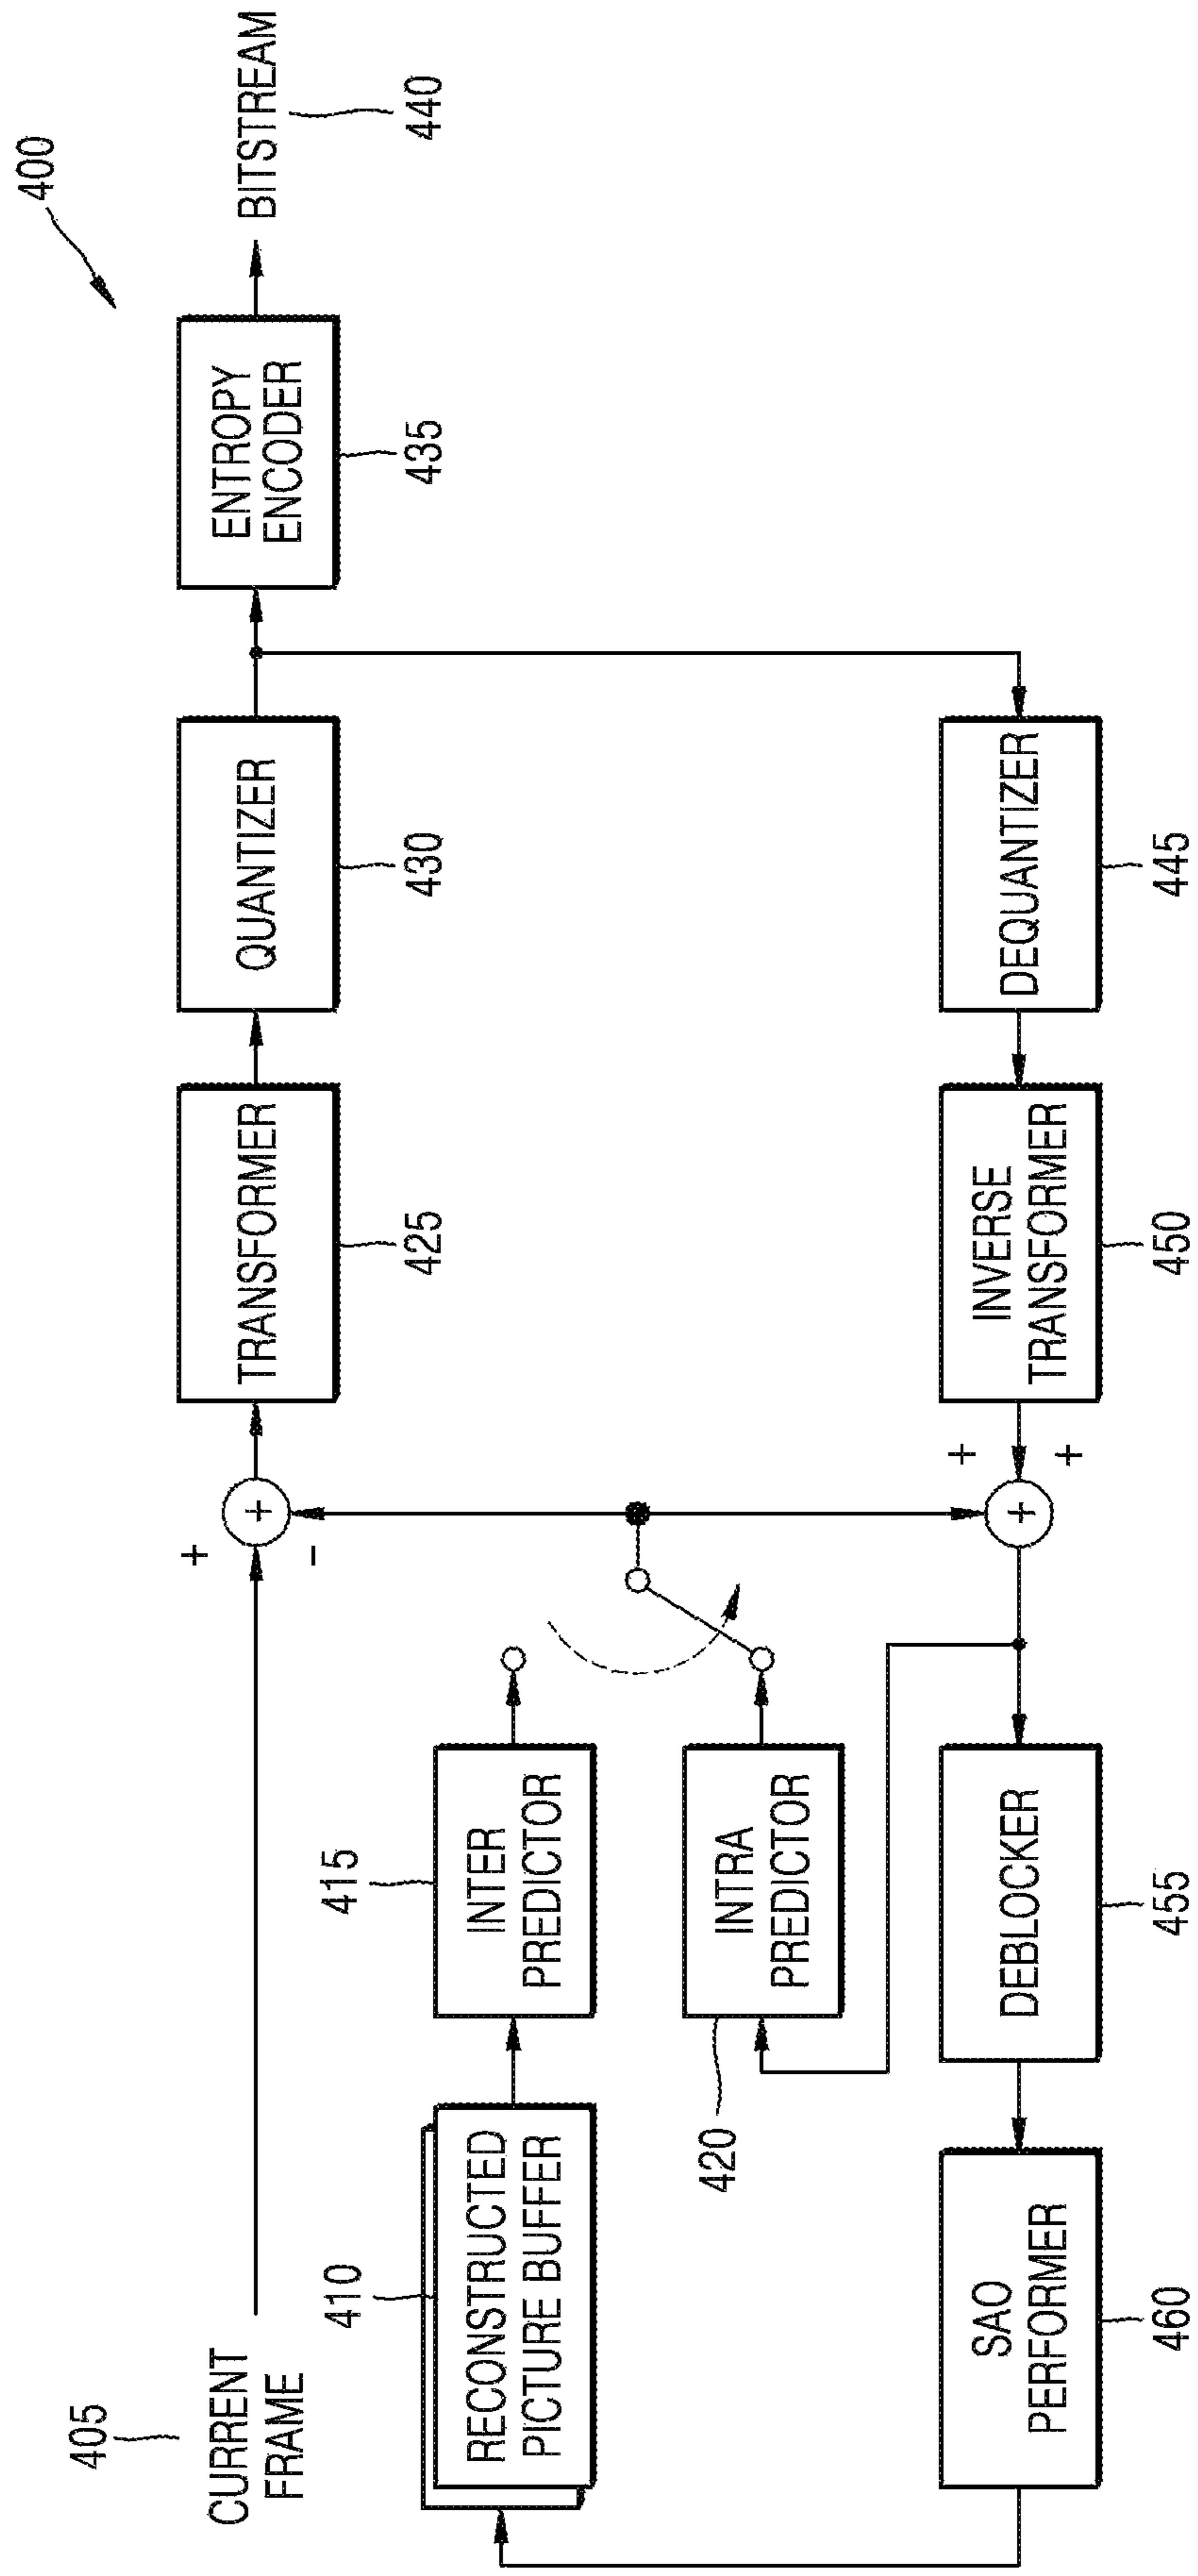 400
405
CURRENT
FRAME
+
−
+
TRANSFORMER
425
QUANTIZER
430
ENTROPY
ENCODER
435
BITSTREAM
440
410
RECONSTRUCTED
PICTURE BUFFER
415
INTER
PREDICTOR
420
INTRA
PREDICTOR
SAO
PERFORMER
460
DEBLOCKER
455
+
+
+
INVERSE
TRANSFORMER
450
DEQUANTIZER
445